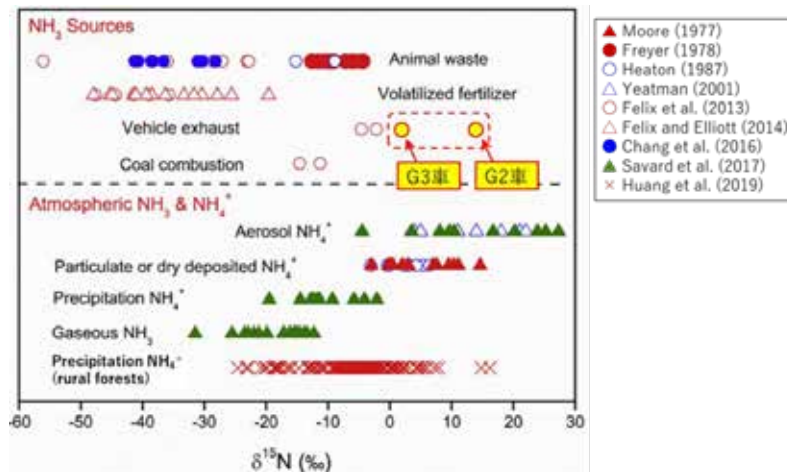 NH₃ Sources
Animal waste
Volatilized fertilizer
Vehicle exhaust
G3車
G2車
Coal combustion
Atmospheric NH₃ & NH₄⁺
Aerosol NH₄⁺
Particulate or dry deposited NH₄⁺
Precipitation NH₄⁺
Gaseous NH₃
Precipitation NH₄⁻
(rural forests)
-60 -50 -40 -30 -20 -10 0 10 20 30
δ¹⁵N (‰)
Moore (1977)
Freyer (1978)
Heaton (1987)
Yeatman (2001)
Felix et al. (2013)
Felix and Elliott (2014)
Chang et al. (2016)
Savard et al. (2017)
Huang et al. (2019)